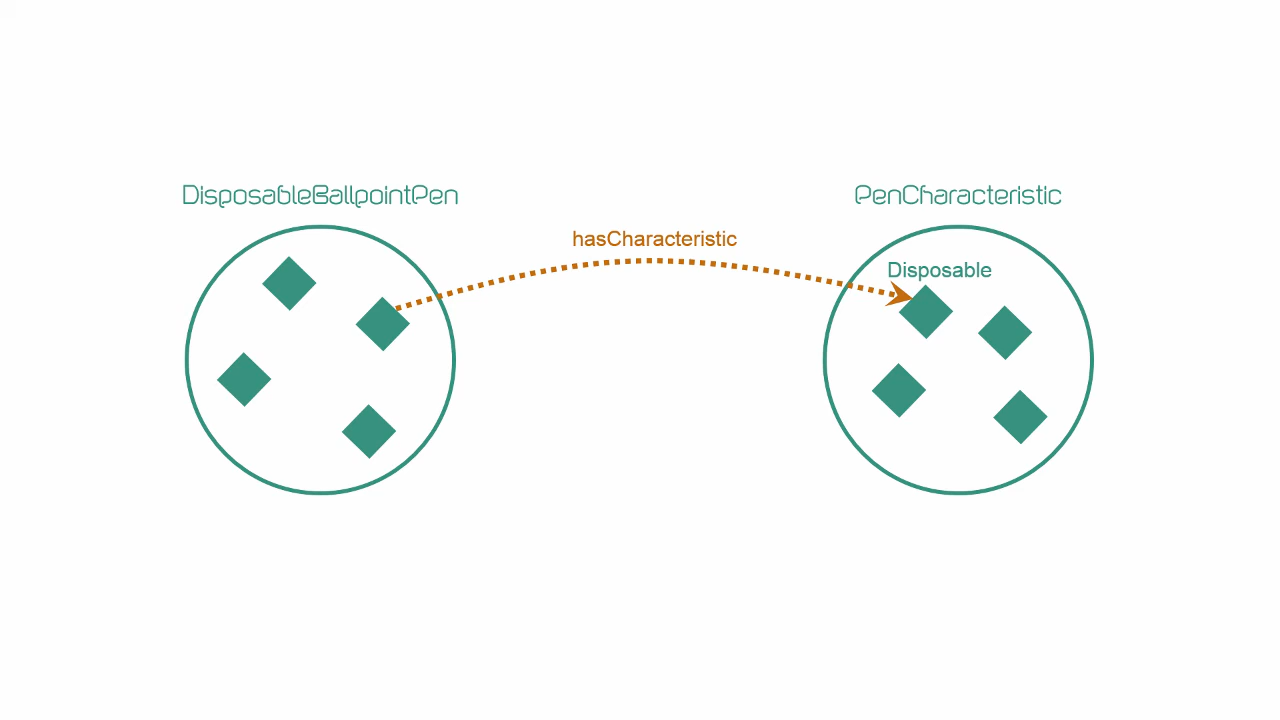 DisposableBallpointPen
PenCharacteristic
hasCharacteristic
Disposable